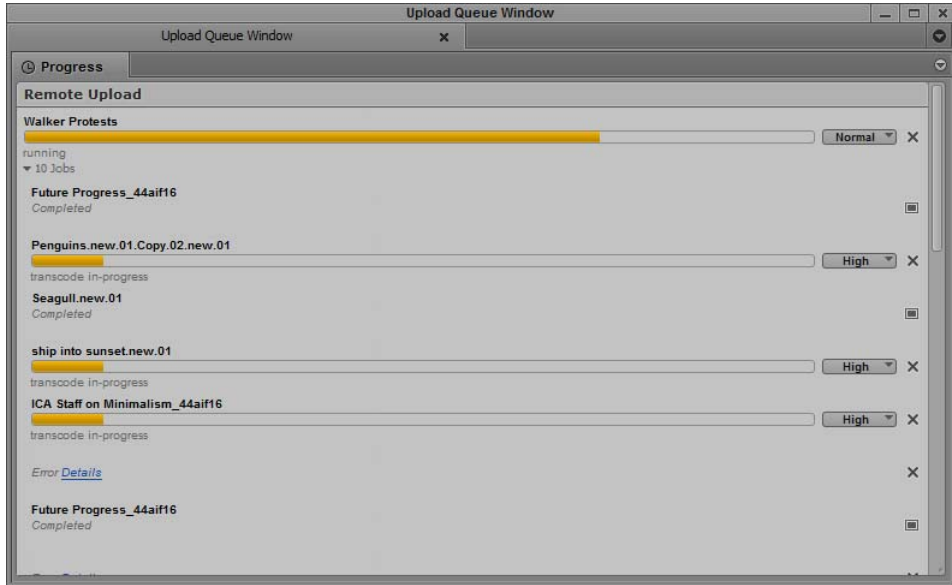 Upload Queue Window
Upload Queue Window
Progress
Remote Upload
Walker Protests
Normal
running
10 Jobs
Future Progress_44aif16
Completed
Penguins.new.01.Copy.02.new.01
High
transcode in-progress
Seagull.new.01
Completed
ship into sunset.new.01
High
transcode in-progress
ICA Staff on Minimalism_44aif16
High
transcode in-progress
Error Details
Future Progress_44aif16
Completed